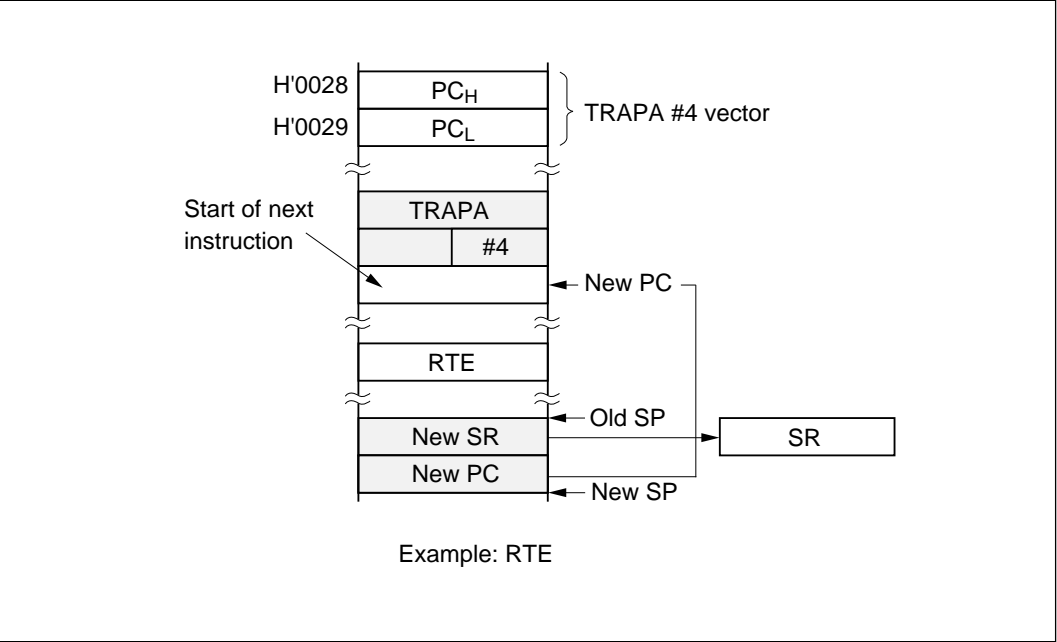 H'0028
PCH
H'0029
PCL
TRAPA #4 vector
Start of next
instruction
TRAPA
#4
New PC
RTE
Old SP
New SR
SR
New PC
New SP
Example: RTE